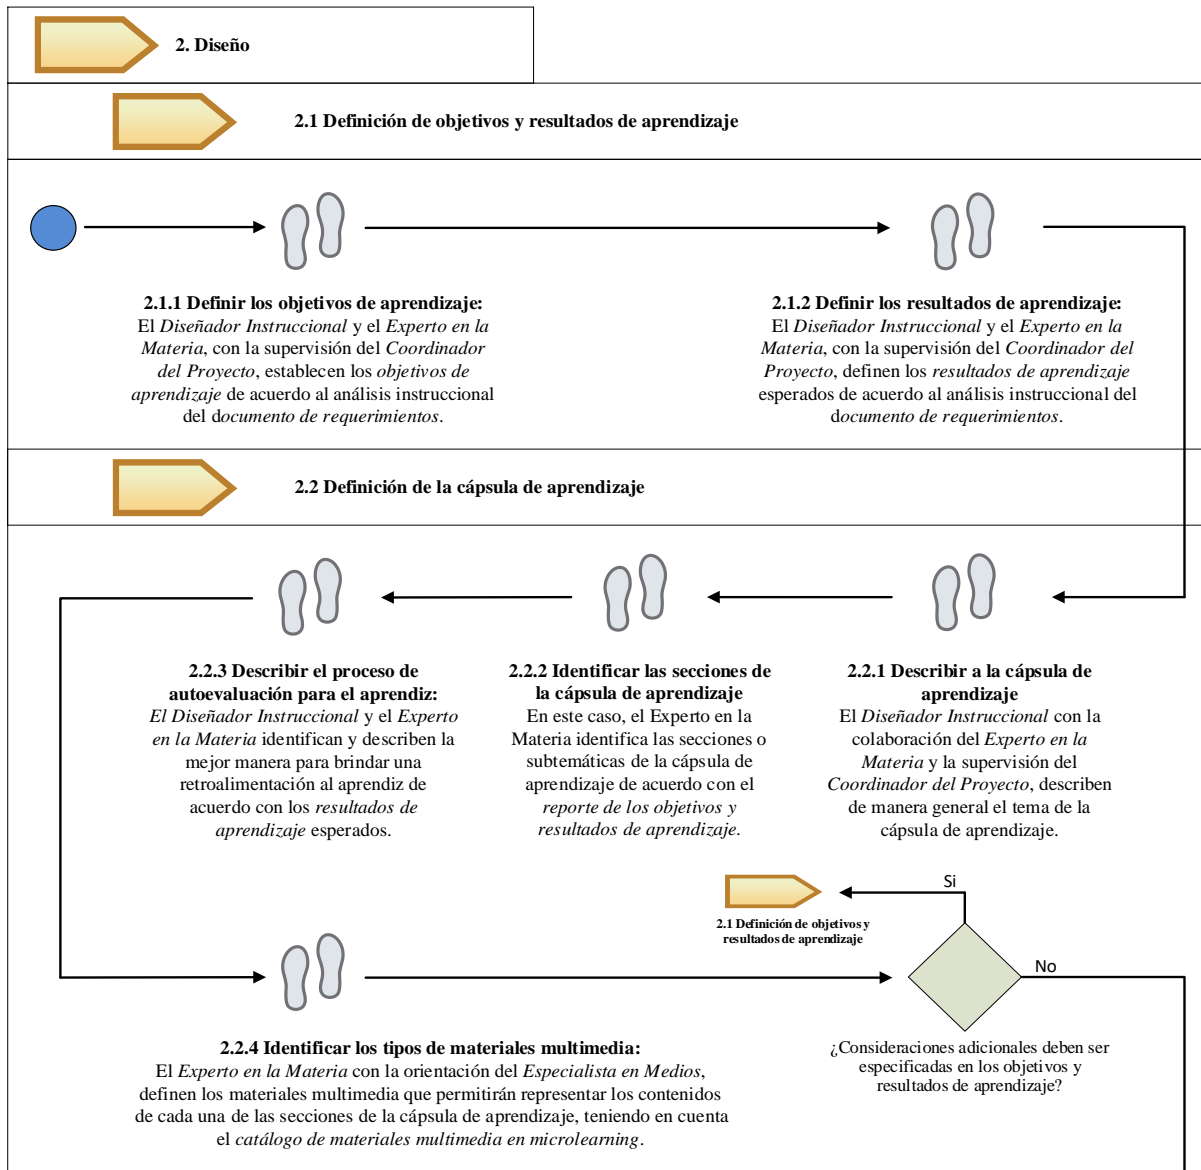 2. Diseño
2.1 Definición de objetivos y resultados de aprendizaje
2.1.1 Definir los objetivos de aprendizaje:
El Diseñador Instruccional y el Experto en la
Materia, con la supervisión del Coordinador
del Proyecto, establecen los objetivos de
aprendizaje de acuerdo al análisis instruccional
del documento de requerimientos.
2.1.2 Definir los resultados de aprendizaje:
El Diseñador Instruccional y el Experto en la
Materia, con la supervisión del Coordinador del
Proyecto, definen los resultados de aprendizaje
esperados de acuerdo al análisis instruccional del
documento de requerimientos.
2.2 Definición de la cápsula de aprendizaje
2.2.3 Describir el proceso de
autoevaluación para el aprendiz:
El Diseñador Instruccional y el Experto
en la Materia identifican y describen la
mejor manera para brindar una
retroalimentación al aprendiz de
acuerdo con los resultados de
aprendizaje esperados.
2.2.2 Identificar las secciones de
la cápsula de aprendizaje
En este caso, el Experto en la
Materia identifica las secciones o
subtemáticas de la cápsula de
aprendizaje de acuerdo con el
reporte de los objetivos y
resultados de aprendizaje.
2.2.1 Describir a la cápsula de
aprendizaje
El Diseñador Instruccional con la
colaboración del Experto en la
Materia y la supervisión del
Coordinador del Proyecto, describen
de manera general el tema de la
cápsula de aprendizaje.
Si
2.1 Definición de objetivos y
resultados de aprendizaje
No
2.2.4 Identificar los tipos de materiales multimedia:
El Experto en la Materia con la orientación del Especialista en Medios,
definen los materiales multimedia que permitirán representar los contenidos
de cada una de las secciones de la cápsula de aprendizaje, teniendo en cuenta
el catálogo de materiales multimedia en microlearning.
¿Consideraciones adicionales deben ser
especificadas en los objetivos y
resultados de aprendizaje?